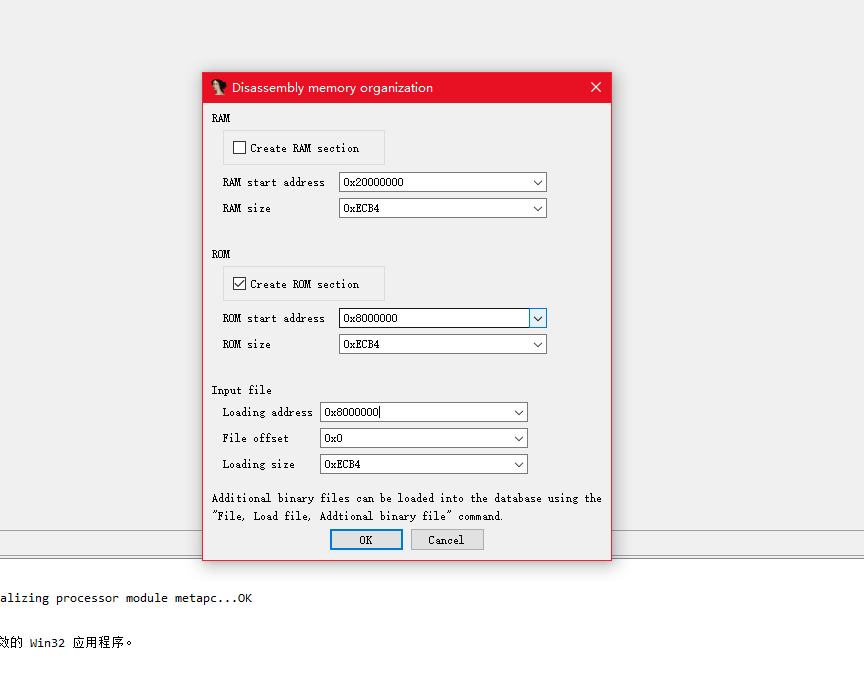 Disassembly memory organization
RAM
Create RAM section
RAM start address 0x20000000
RAM size 0xECB4
ROM
Create ROM section
ROM start address 0x8000000
ROM size 0xECB4
Input file
Loading address 0x8000000
File offset 0x0
Loading size 0xECB4
Additional binary files can be loaded into the database using the
"File, Load file, Addtional binary file" command.
OK Cancel
alizing processor module metapc...OK
效的 Win32 应用程序。